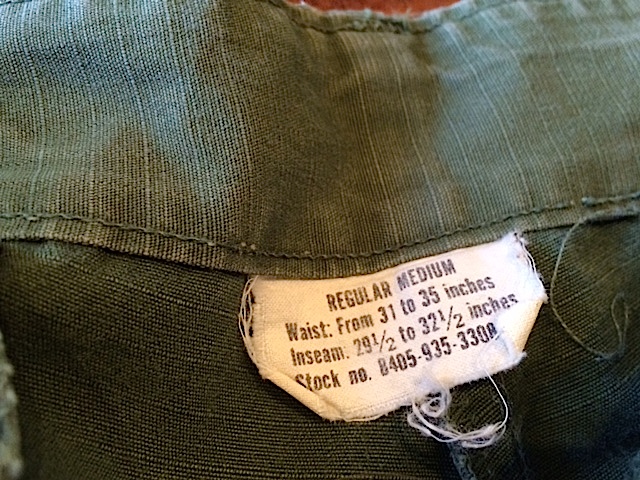 REGULAR MEDIUM
Waist: From 31 to 35 inches
Inseam: 29½ to 32½ inches
Stock no. 8405-935-3308